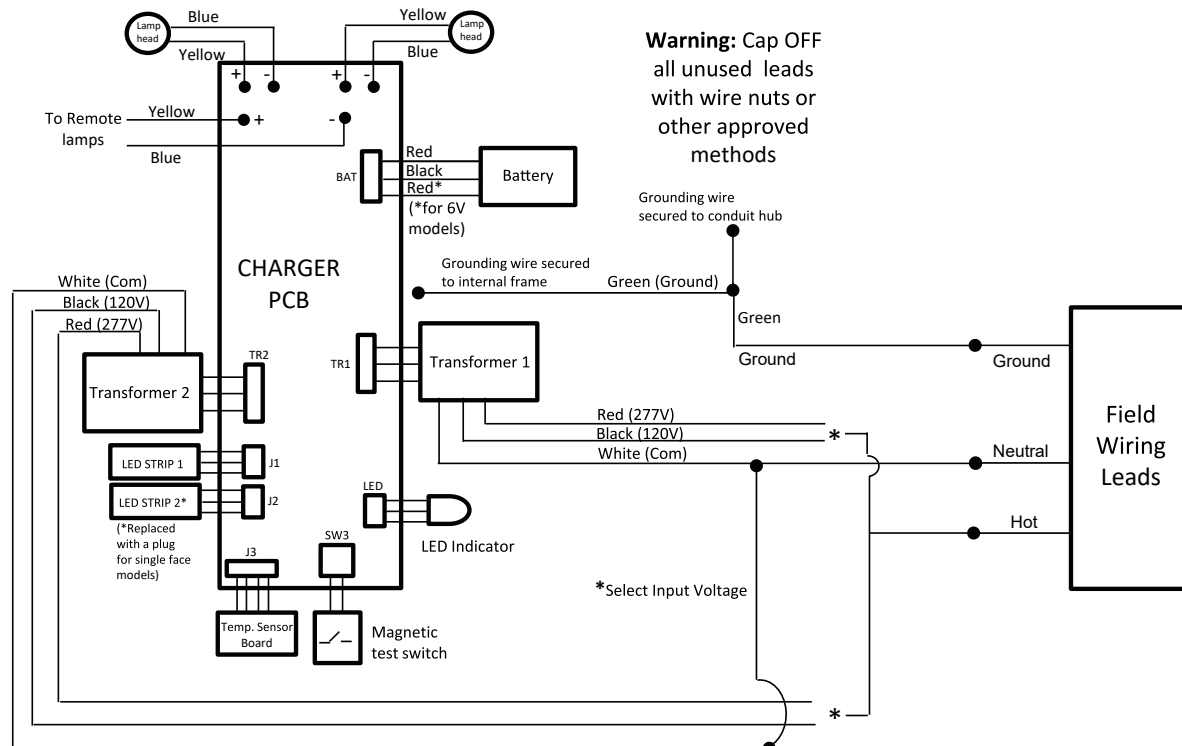 Blue
Lamp
head
Yellow
Yellow
Lamp
head
Blue
+
-
+
-
To Remote
lamps
Yellow
+
-
Blue
Warning: Cap OFF
all unused leads
with wire nuts or
other approved
methods
BAT
Red
Black
Red*
(*for 6V
models)
Battery
Grounding wire
secured to conduit hub
CHARGER
PCB
Grounding wire secured
to internal frame
Green (Ground)
Green
Ground
Ground
White (Com)
Black (120V)
Red (277V)
Transformer 2
TR2
TR1
Transformer 1
Red (277V)
Black (120V)
White (Com)
*
Neutral
Hot
Field
Wiring
Leads
LED STRIP 1
J1
LED STRIP 2*
J2
(*Replaced
with a plug
for single face
models)
LED
LED Indicator
J3
SW3
Temp. Sensor
Board
Magnetic
test switch
*Select Input Voltage
*